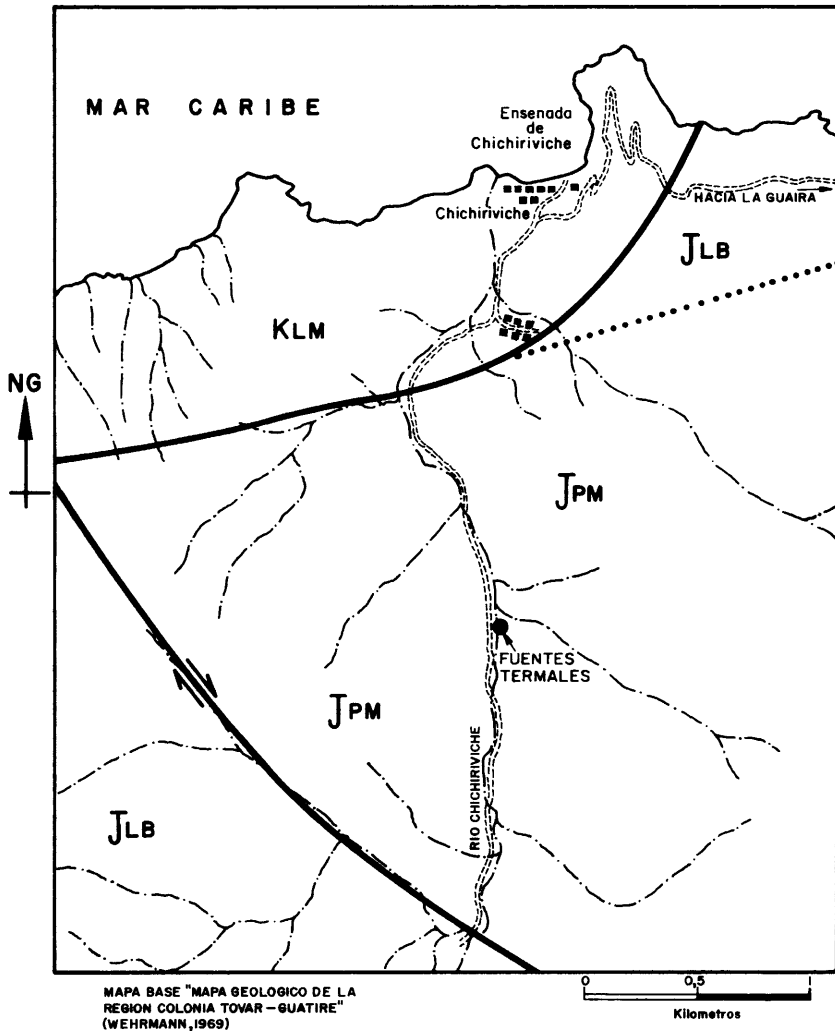 MAR CARIBE
Ensenada
de
Chichiriviche
Chichiriviche
HACIA LA GUAIRA
JLB
KLM
NG
JPM
FUENTES
TERMALES
JPM
RIO CHICHIRIVICHE
JLB
MAPA BASE "MAPA GEOLOGICO DE LA
REGION COLONIA TOVAR-GUATIRE"
(WEHRMANN, 1969)
0 0,5 1
Kilometros